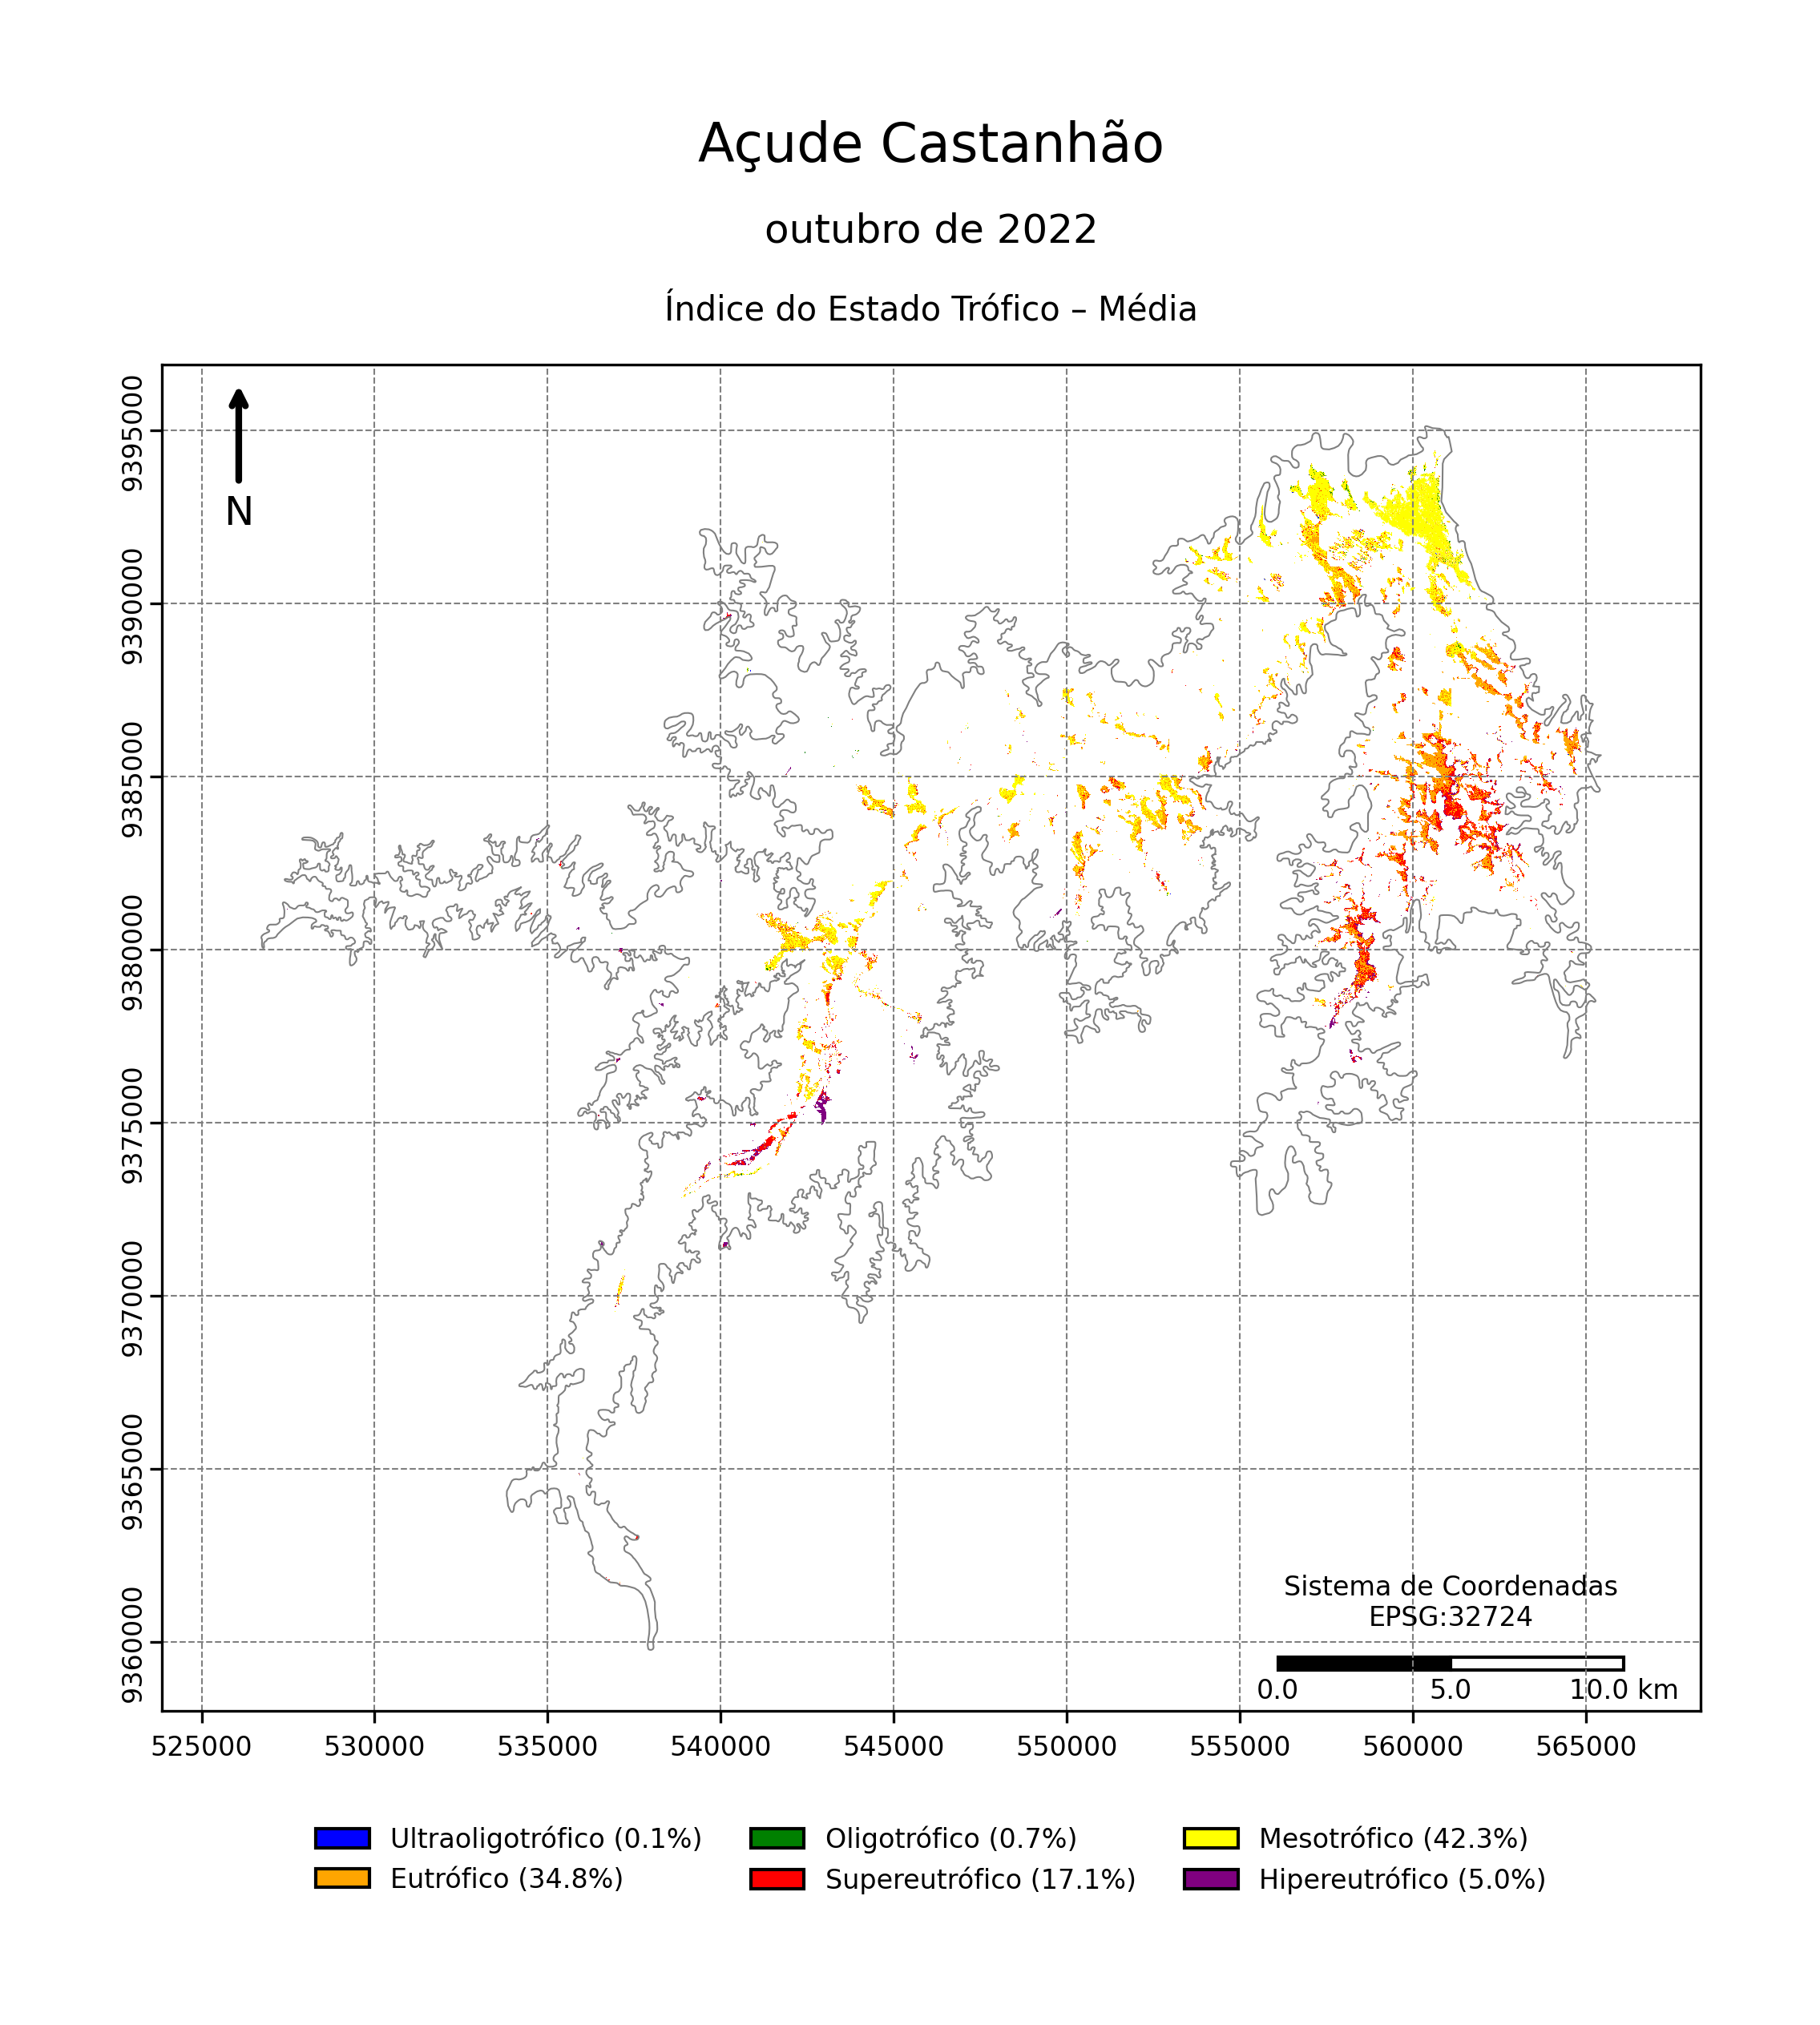 Açude Castanhão
outubro de 2022
Índice do Estado Trófico – Média
N
9395000
9390000
9385000
9380000
9375000
9370000
9365000
9360000
Sistema de Coordenadas
EPSG:32724
0.0 5.0 10.0 km
525000 530000 535000 540000 545000 550000 555000 560000 565000
Ultraoligotrófico (0.1%) Oligotrófico (0.7%) Mesotrófico (42.3%)
Eutrófico (34.8%) Supereutrófico (17.1%) Hipereutrófico (5.0%)